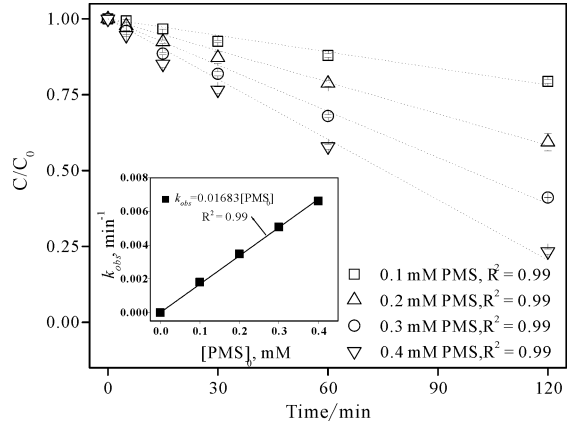 1.00
0.75
0.50
0.25
0.00
C/C0
0.008
0.006
0.004
0.002
0.000
kobs, min-1
kobs=0.01683[PMS]0
R2 = 0.99
0.0 0.1 0.2 0.3 0.4
[PMS]0, mM
0.1 mM PMS, R2 = 0.99
0.2 mM PMS,R2 = 0.99
0.3 mM PMS,R2 = 0.99
0.4 mM PMS,R2 = 0.99
0 30 60 90 120
Time/min